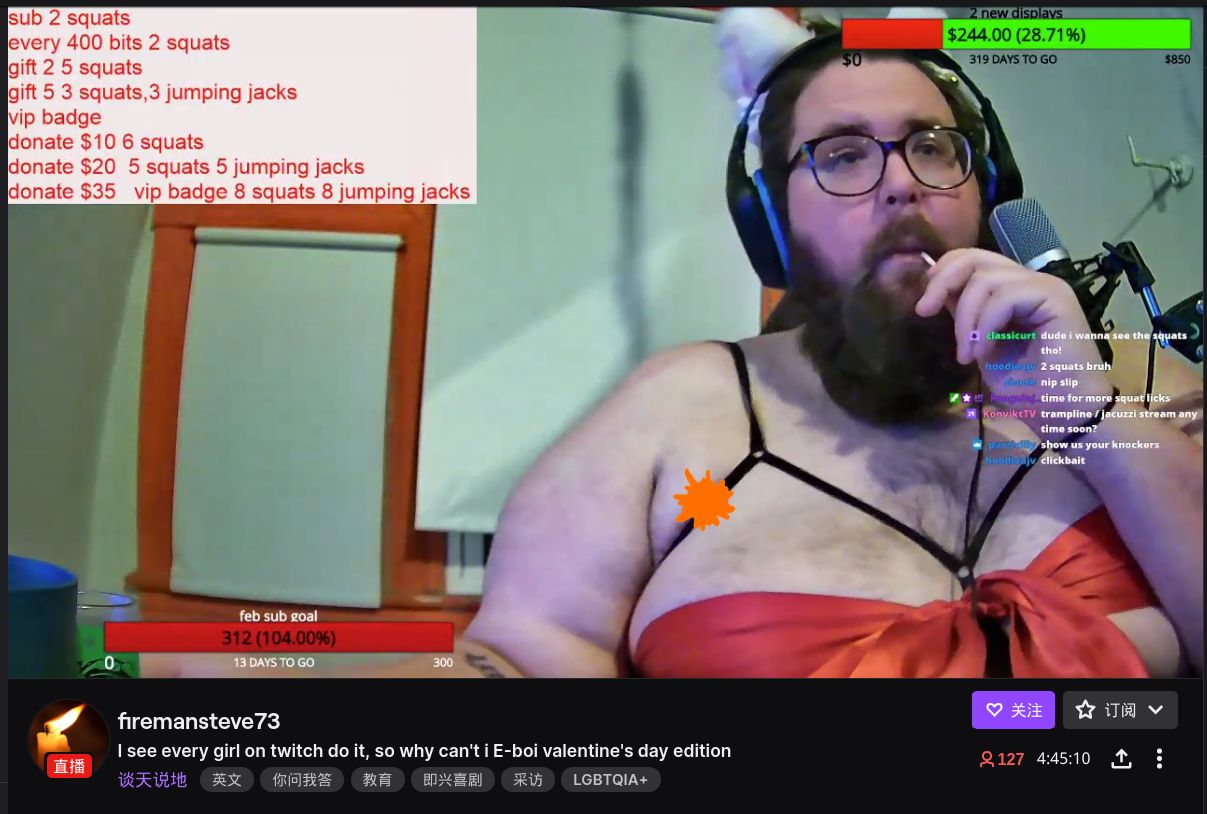 sub 2 squats
every 400 bits 2 squats
gift 2 5 squats
gift 5 3 squats,3 jumping jacks
vip badge
donate $10 6 squats
donate $20 5 squats 5 jumping jacks
donate $35 vip badge 8 squats 8 jumping jacks
2 new displays
$244.00 (28.71%)
$0 319 DAYS TO GO $850
classicurt dude i wanna see the squats
tho!
hoodieajv 2 squats bruh
nip slip
time for more squat licks
KonviktTV trampline / jacuzzi stream any
time soon?
show us your knockers
hoodieajv clickbait
feb sub goal
312 (104.00%)
0 13 DAYS TO GO 300
直播
firemansteve73
I see every girl on twitch do it, so why can't i E-boi valentine's day edition
谈天说地 英文 你问我答 教育 即兴喜剧 采访 LGBTQIA+
关注 订阅
127 4:45:10